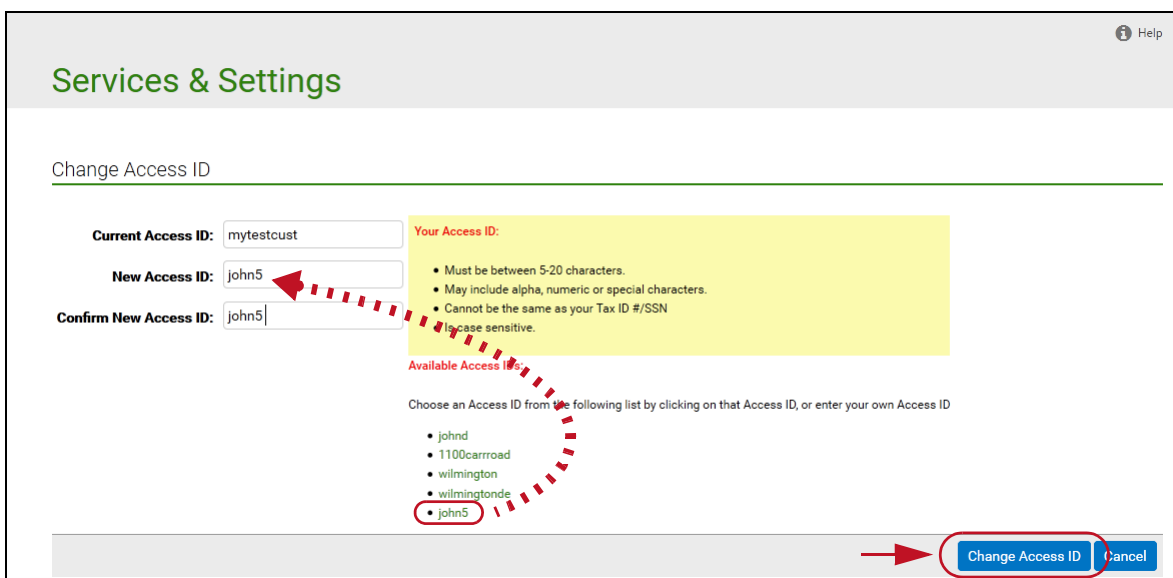 Help
Services & Settings
Change Access ID
Current Access ID: mytestcust
New Access ID: john5
Confirm New Access ID: john5
Your Access ID:
• Must be between 5-20 characters.
• May include alpha, numeric or special characters.
• Cannot be the same as your Tax ID #/SSN
• Is case sensitive.
Available Access IDs:
Choose an Access ID from the following list by clicking on that Access ID, or enter your own Access ID
• johnd
• 1100carrroad
• wilmington
• wilmingtonde
• john5
Change Access ID Cancel